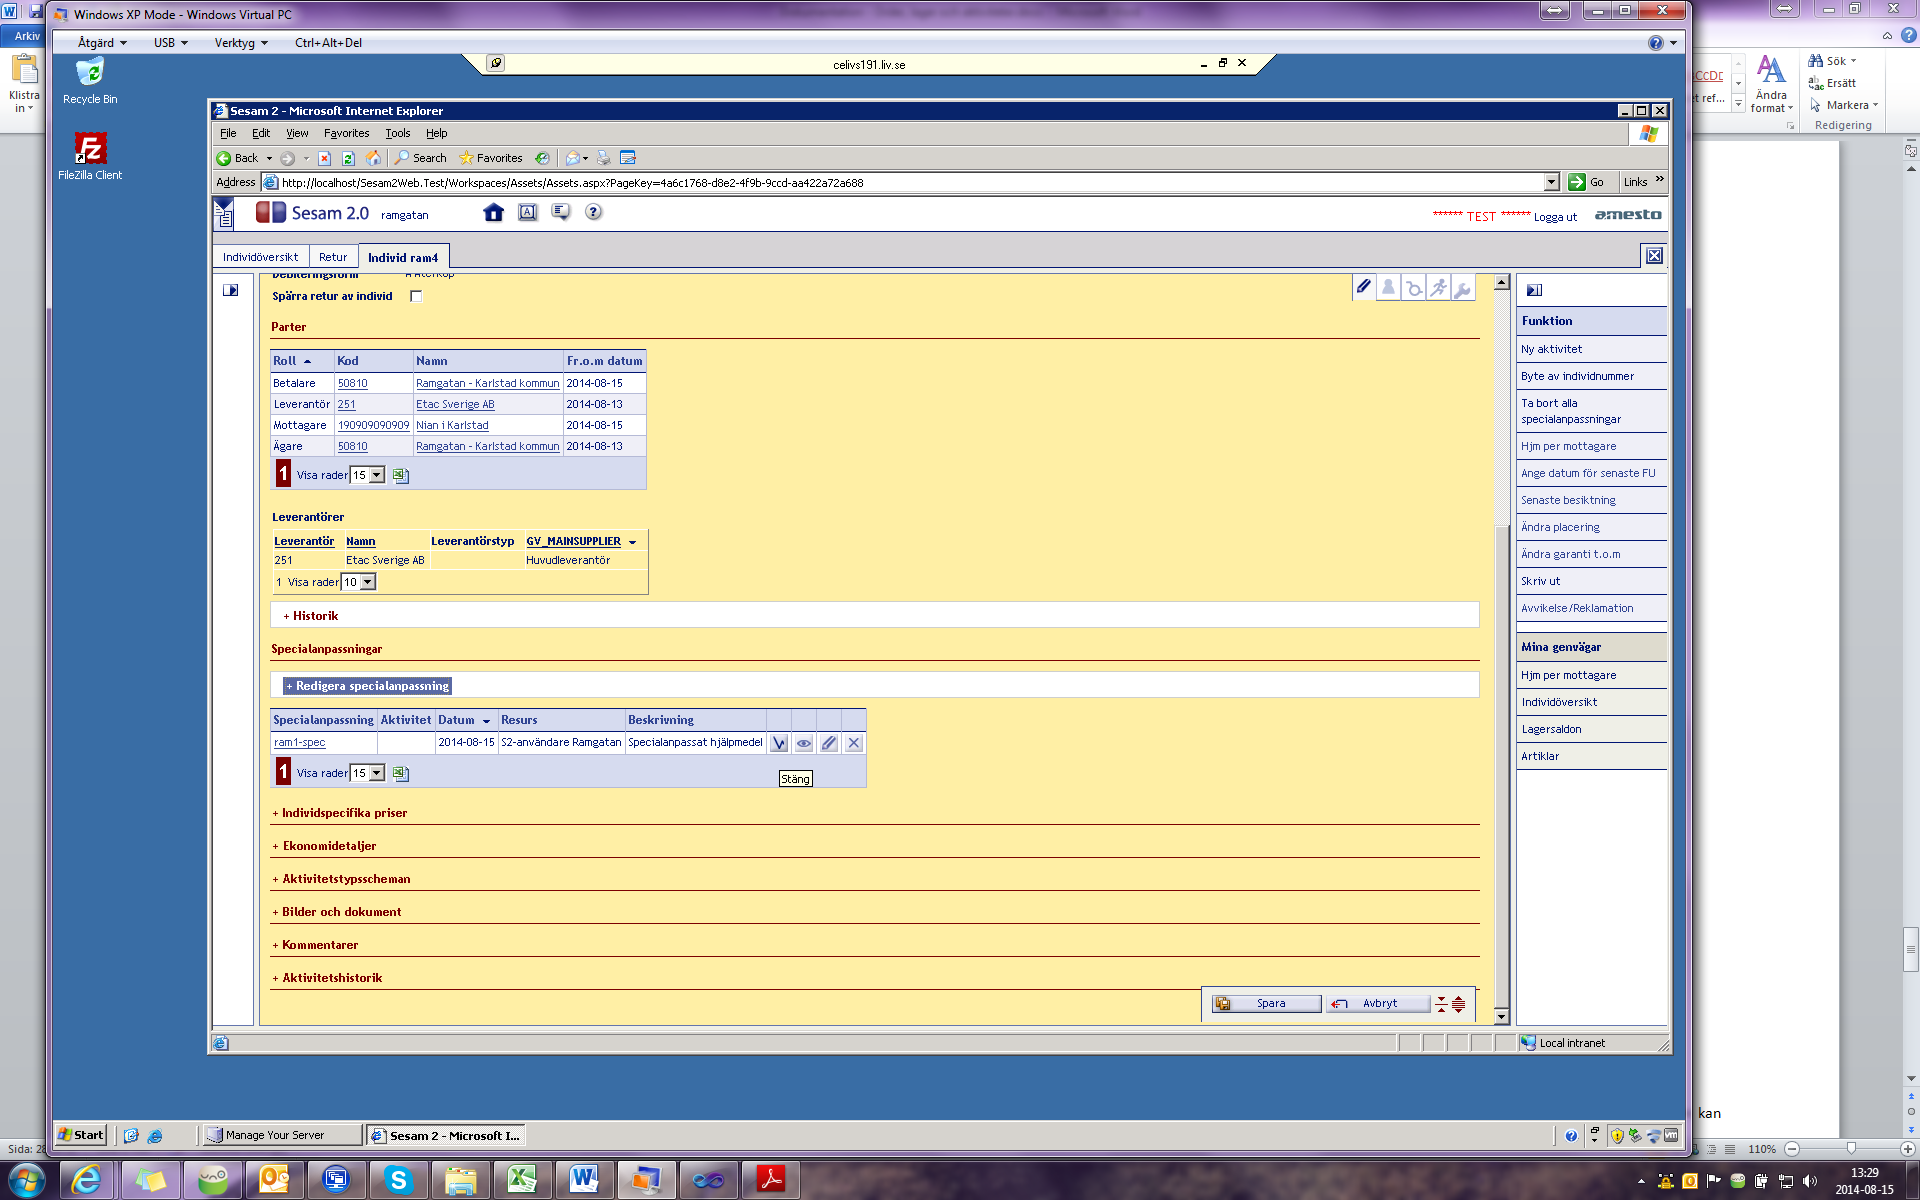 Windows XP Mode - Windows Virtual PC
Åtgärd USB Verktyg Ctrl+Alt+Del
Arkiv
Klistra
in
Recycle Bin
FileZilla Client
celivs191.liv.se
Sesam 2 - Microsoft Internet Explorer
File Edit View Favorites Tools Help
Back Search Favorites
Address http://localhost/Sesam2Web.Test/Workspaces/Assets/Assets.aspx?PageKey=4a6c1768-d8e2-4f9b-9ccd-aa422a72a688 Go Links »
Sesam 2.0 ramgatan ****** TEST ****** Logga ut amesto
Individöversikt Retur Individ ram4
Debiteringsform A Återköp
Spärra retur av individ
Parter
Roll Kod Namn Fr.o.m datum
Betalare 50810 Ramgatan - Karlstad kommun 2014-08-15
Leverantör 251 Etac Sverige AB 2014-08-13
Mottagare 190909090909 Nian i Karlstad 2014-08-15
Ägare 50810 Ramgatan - Karlstad kommun 2014-08-13
1 Visa rader 15
Leverantörer
Leverantör Namn Leverantörstyp GV_MAINSUPPLIER
251 Etac Sverige AB Huvudleverantör
1 Visa rader 10
+ Historik
Specialanpassningar
+ Redigera specialanpassning
Specialanpassning Aktivitet Datum Resurs Beskrivning
ram1-spec 2014-08-15 S2-användare Ramgatan Specialanpassat hjälpmedel
1 Visa rader 15
Stäng
+ Individspecifika priser
+ Ekonomidetaljer
+ Aktivitetstypsscheman
+ Bilder och dokument
+ Kommentarer
+ Aktivitetshistorik
Spara Avbryt
Funktion
Ny aktivitet
Byte av individnummer
Ta bort alla
specialanpassningar
Hjm per mottagare
Ange datum för senaste FU
Senaste besiktning
Ändra placering
Ändra garanti t.o.m
Skriv ut
Avvikelse/Reklamation
Mina genvägar
Hjm per mottagare
Individöversikt
Lagersaldon
Artiklar
Local intranet
Start Manage Your Server Sesam 2 - Microsoft I...
CcDc
t ref...
Ändra
format
Sök
Ersätt
Markera
Redigering
kan
Sida: 28
110%
13:29
2014-08-15